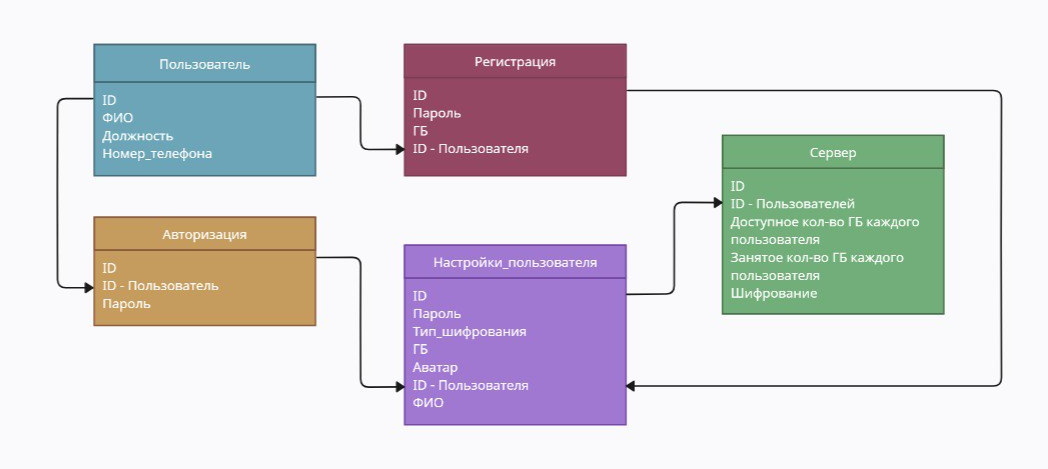 Пользователь
ID
ФИО
Должность
Номер_телефона
Регистрация
ID
Пароль
ГБ
ID - Пользователя
Сервер
ID
ID - Пользователей
Доступное кол-во ГБ каждого
пользователя
Занятое кол-во ГБ каждого
пользователя
Шифрование
Авторизация
ID
ID - Пользователь
Пароль
Настройки_пользователя
ID
Пароль
Тип_шифрования
ГБ
Аватар
ID - Пользователя
ФИО